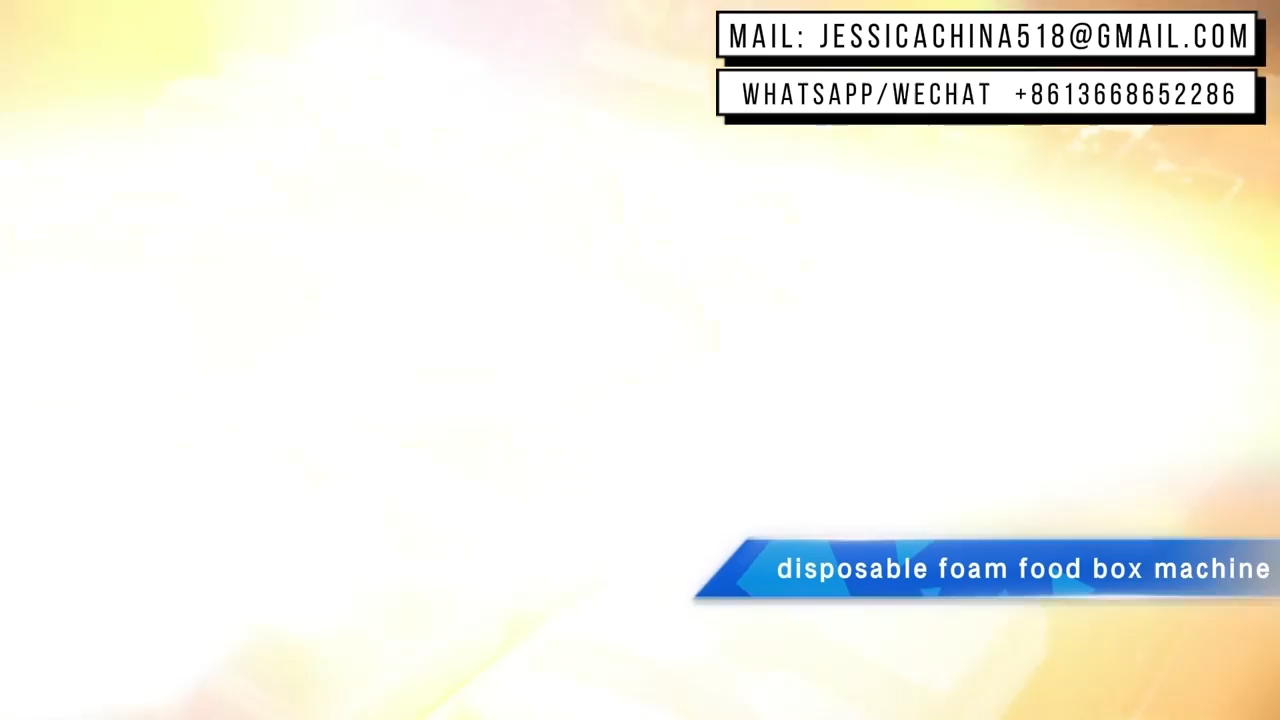 MAIL: JESSICACHINA518@GMAIL.COM
WHATSAPP/WECHAT +8613668652286
disposable foam food box machine